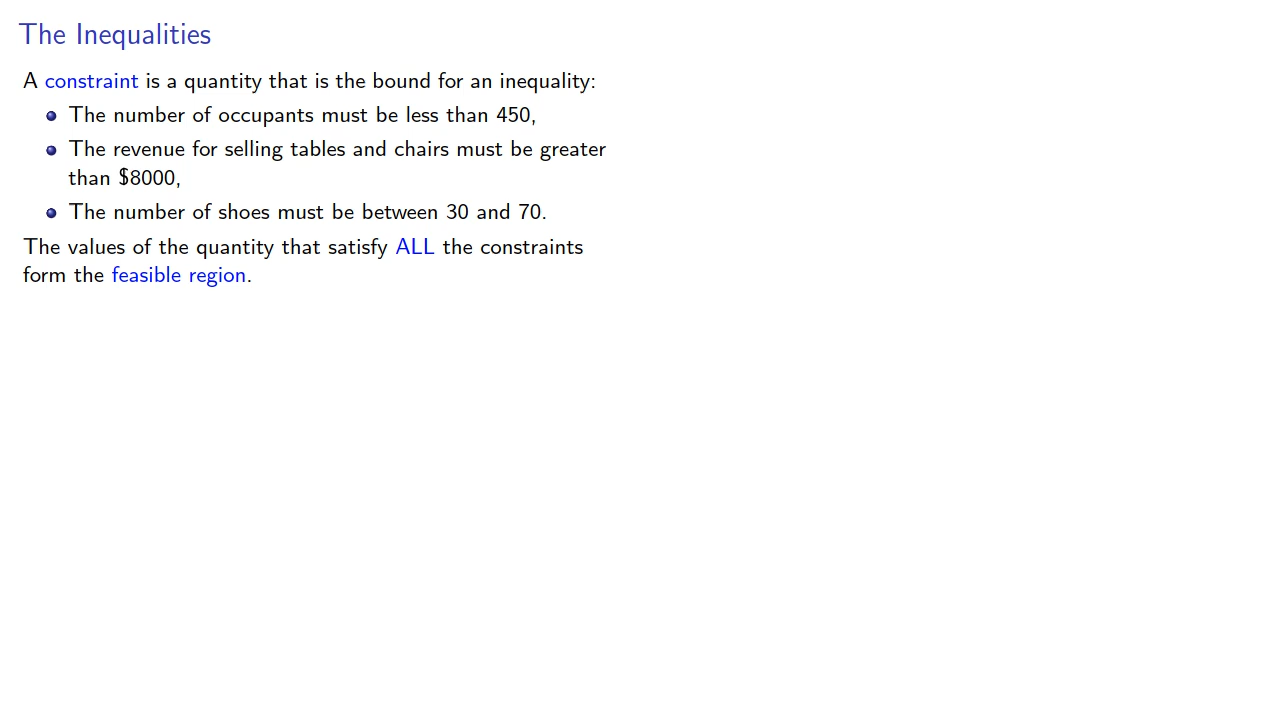 The Inequalities
A constraint is a quantity that is the bound for an inequality:
The number of occupants must be less than 450,
The revenue for selling tables and chairs must be greater
than $8000,
The number of shoes must be between 30 and 70.
The values of the quantity that satisfy ALL the constraints
form the feasible region.